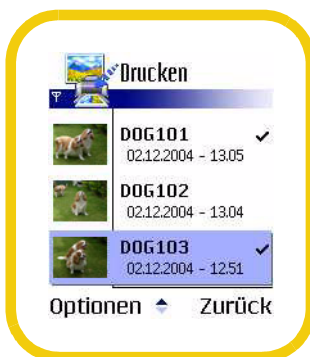 Drucken
DOG101
02.12.2004 - 13.05
DOG102
02.12.2004 - 13.04
DOG103
02.12.2004 - 12.51
Optionen Zurück